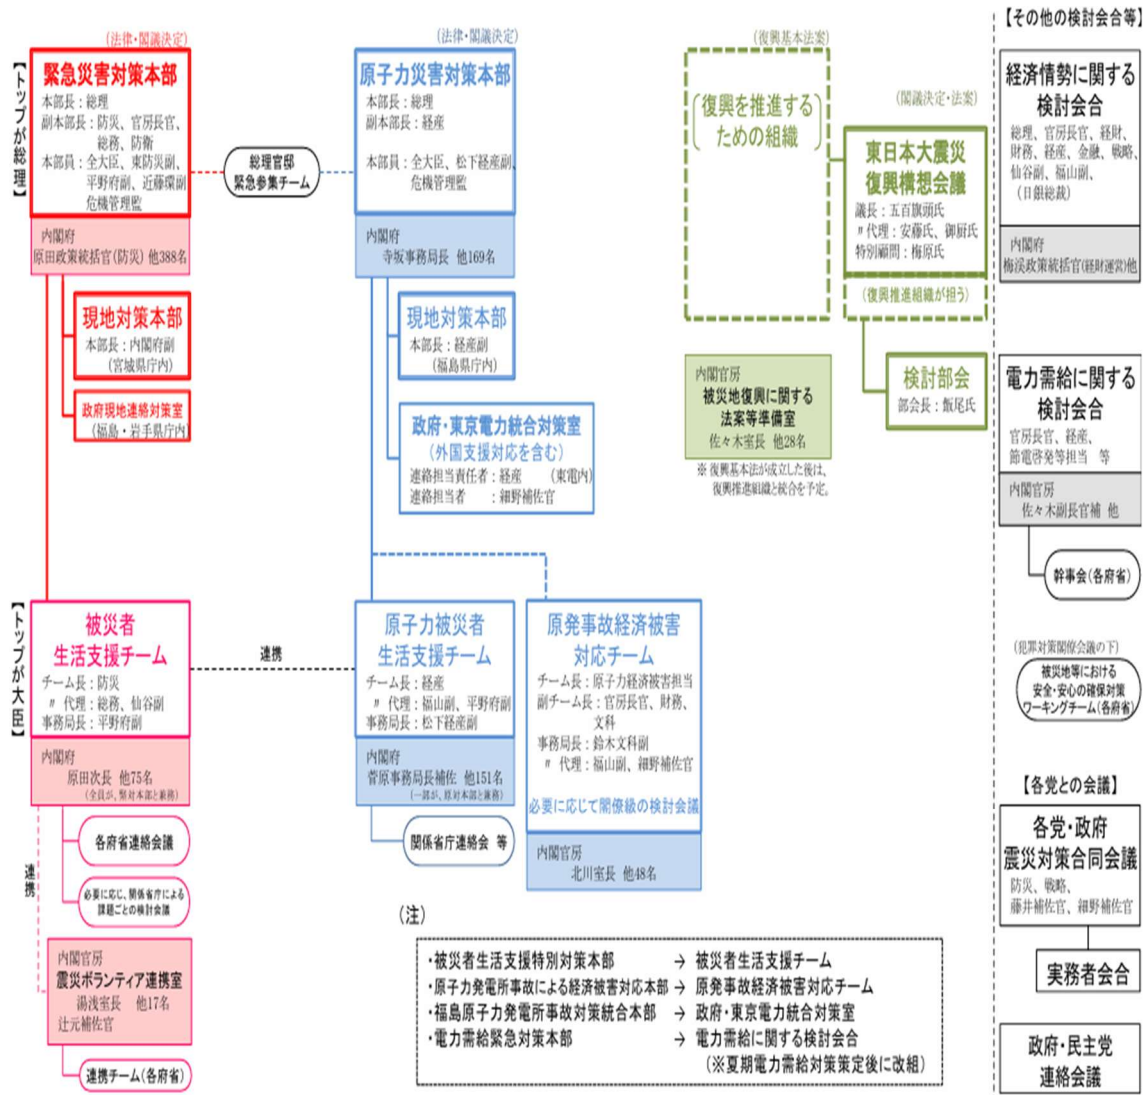 【トップが総理】
(法律・閣議決定)
緊急災害対策本部
本部長：総理
副本部長：防災、官房長官、
総務、防衛
本部員：全大臣、東防災副、
平野府副、近藤環副
危機管理監
内閣府
原田政策統括官(防災) 他388名
現地対策本部
本部長：内閣府副
(宮城県庁内)
政府現地連絡対策室
(福島・岩手県庁内)
総理官邸
緊急参集チーム
(法律・閣議決定)
原子力災害対策本部
本部長：総理
副本部長：経産
本部員：全大臣、松下経産副、
危機管理監
内閣府
寺坂事務局長 他169名
現地対策本部
本部長：経産副
(福島県庁内)
政府・東京電力統合対策室
(外国支援対応を含む)
連絡担当責任者：経産 (東電内)
連絡担当者 ：細野補佐官
(復興基本法案)
〔復興を推進する
ための組織〕
(閣議決定・法案)
東日本大震災
復興構想会議
議長：五百旗頭氏
〃代理：安藤氏、御厨氏
特別顧問：梅原氏
(復興推進組織が担う)
検討部会
部会長：飯尾氏
内閣官房
被災地復興に関する
法案等準備室
佐々木室長 他28名
※ 復興基本法が成立した後は、
復興推進組織と統合を予定。
【トップが大臣】
被災者
生活支援チーム
チーム長：防災
〃 代理：総務、仙谷副
事務局長：平野府副
内閣府
原田次長 他75名
(全員が、緊対本部と兼務)
各府省連絡会議
必要に応じ、関係省庁による
課題ごとの検討会議
連携
内閣官房
震災ボランティア連携室
湯浅室長 他17名
辻元補佐官
連携チーム(各府省)
連携
原子力被災者
生活支援チーム
チーム長：経産
〃 代理：福山副、平野府副
事務局長：松下経産副
内閣府
菅原事務局長補佐 他151名
(一部が、原対本部と兼務)
関係省庁連絡会 等
原発事故経済被害
対応チーム
チーム長：原子力経済被害担当
副チーム長：官房長官、財務、
文科
事務局長：鈴木文科副
〃 代理：福山副、細野補佐官
必要に応じて閣僚級の検討会議
内閣官房
北川室長 他48名
(注)
・被災者生活支援特別対策本部 → 被災者生活支援チーム
・原子力発電所事故による経済被害対応本部 → 原発事故経済被害対応チーム
・福島原子力発電所事故対策統合本部 → 政府・東京電力統合対策室
・電力需給緊急対策本部 → 電力需給に関する検討会合
(※夏期電力需給対策策定後に改組)
【その他の検討会合等】
経済情勢に関する
検討会合
総理、官房長官、経財、
財務、経産、金融、戦略、
仙谷副、福山副、
(日銀総裁)
内閣府
梅溪政策統括官(経財運営)他
電力需給に関する
検討会合
官房長官、経産、
節電啓発等担当 等
内閣官房
佐々木副長官補 他
幹事会(各府省)
(犯罪対策閣僚会議の下)
被災地等における
安全・安心の確保対策
ワーキングチーム(各府省)
【各党との会議】
各党・政府
震災対策合同会議
防災、戦略、
藤井補佐官、細野補佐官
実務者会合
政府・民主党
連絡会議